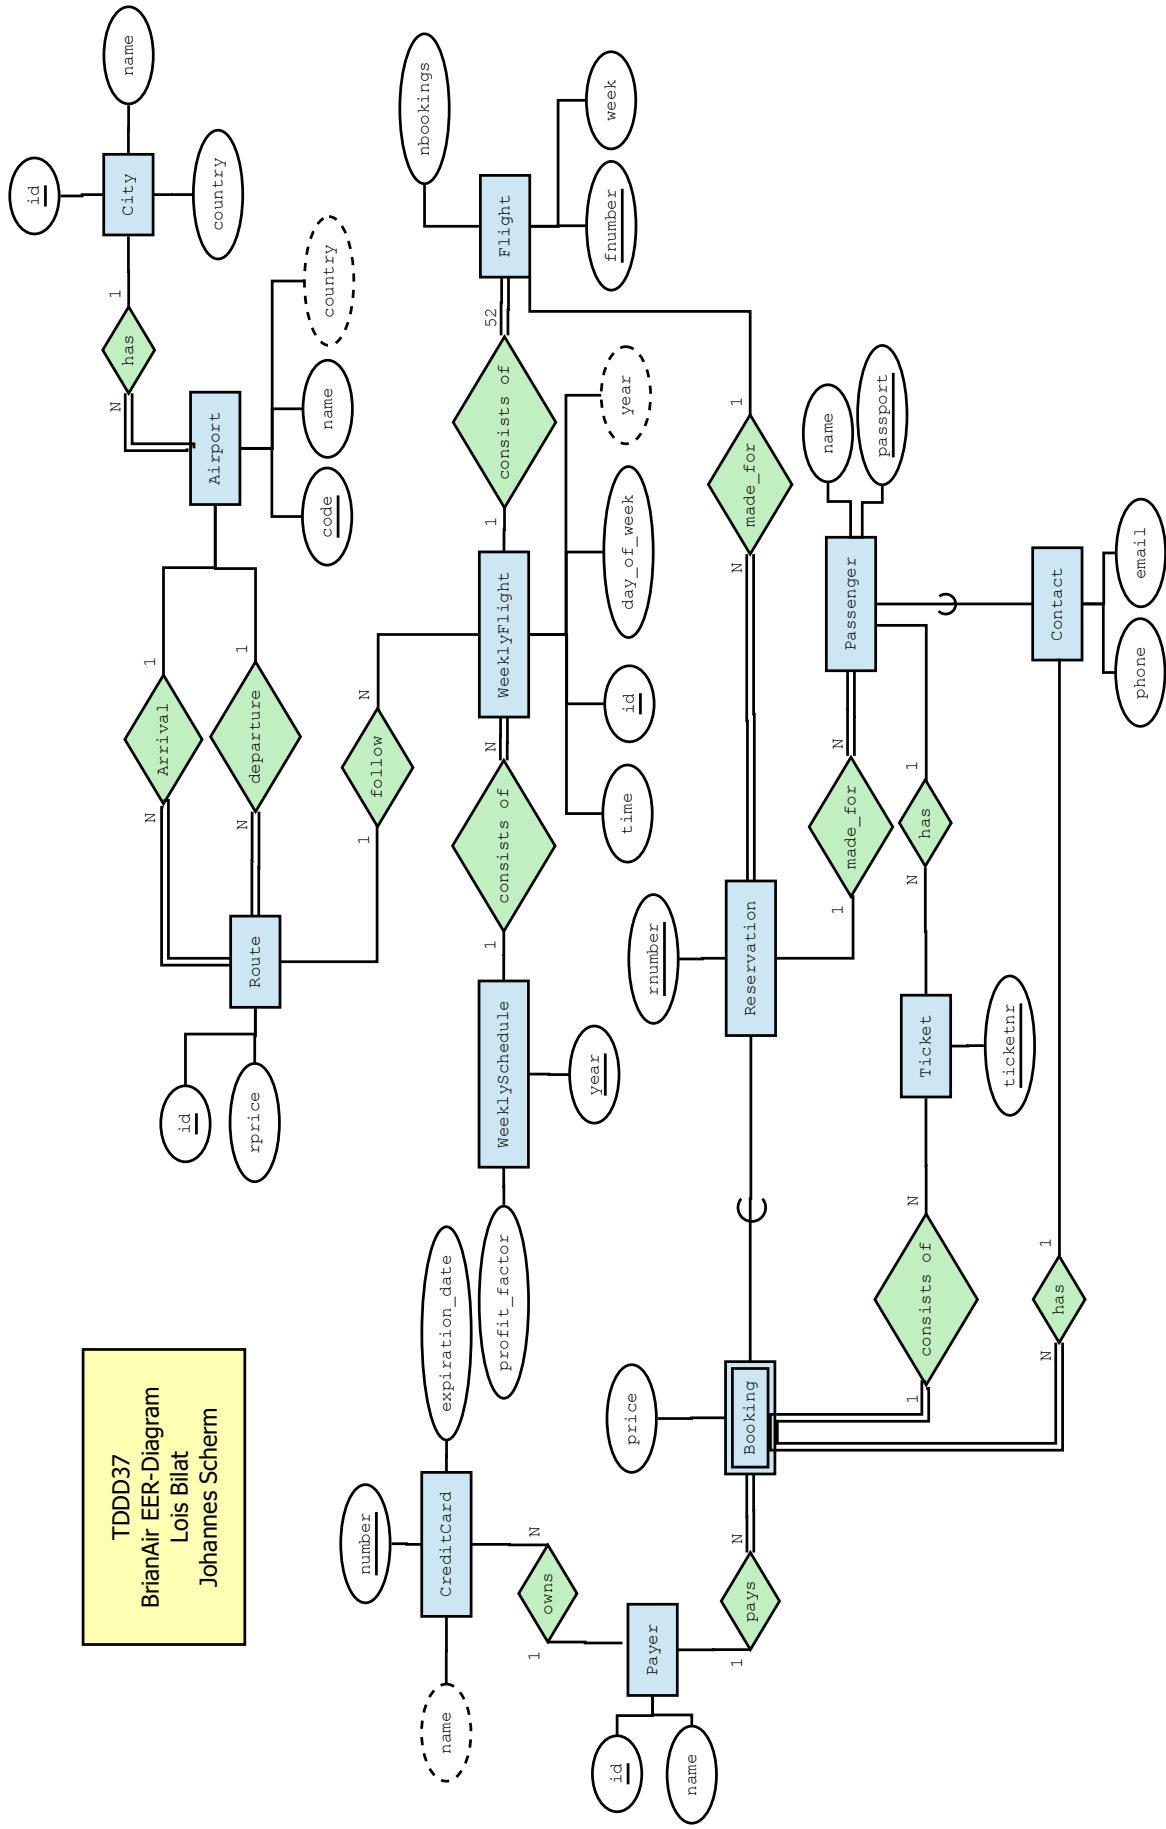 TDDD37
BrianAir EER-Diagram
Lois Bilat
Johannes Scherm
id
name
City
country
1
has
N
Airport
country
name
code
1
Arrival
N
1
departure
N
Route
id
rprice
1
follow
N
nbookings
Flight
week
fnumber
52
consists of
1
WeeklyFlight
year
day_of_week
id
time
N
consists of
1
WeeklySchedule
year
profit_factor
expiration_date
number
CreditCard
name
N
owns
1
Payer
id
name
1
pays
N
Booking
price
Reservation
rnumber
N
made_for
1
1
made_for
N
Passenger
name
passport
1
has
N
Ticket
ticketnr
N
consists of
1
Contact
email
phone
1
has
N